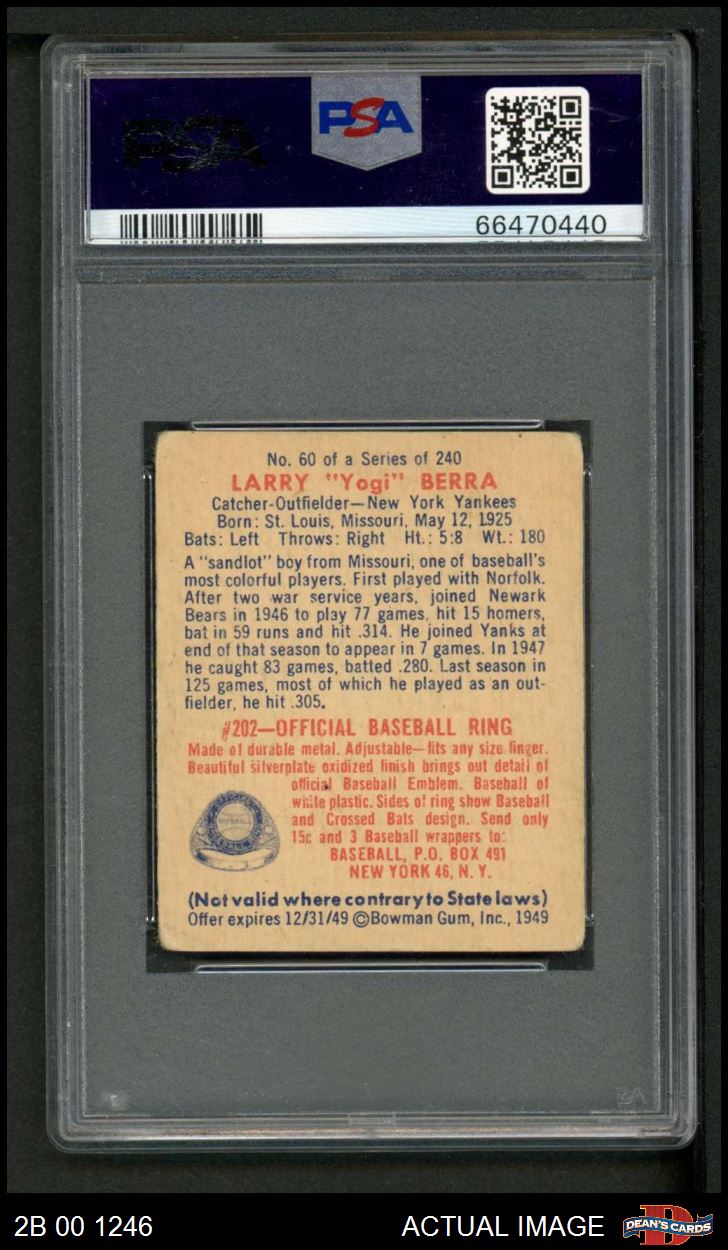 PSA
PSA
66470440
No. 60 of a Series of 240
LARRY "Yogi" BERRA
Catcher-Outfielder—New York Yankees
Born: St. Louis, Missouri, May 12, 1925
Bats: Left Throws: Right Ht.: 5:8 Wt.: 180
A "sandlot" boy from Missouri, one of baseball's
most colorful players. First played with Norfolk.
After two war service years, joined Newark
Bears in 1946 to play 77 games, hit 15 homers,
bat in 59 runs and hit .314. He joined Yanks at
end of that season to appear in 7 games. In 1947
he caught 83 games, batted .280. Last season in
125 games, most of which he played as an out-
fielder, he hit .305.
#202—OFFICIAL BASEBALL RING
Made of durable metal. Adjustable—fits any size finger.
Beautiful silverplate oxidized finish brings out detail of
official Baseball Emblem. Baseball of
white plastic. Sides of ring show Baseball
and Crossed Bats design. Send only
15c and 3 Baseball wrappers to:
BASEBALL, P.O. BOX 491
NEW YORK 46, N. Y.
(Not valid where contrary to State laws)
Offer expires 12/31/49 ©Bowman Gum, Inc., 1949
PSA
2B 00 1246
ACTUAL IMAGE
DEAN'S CARDS